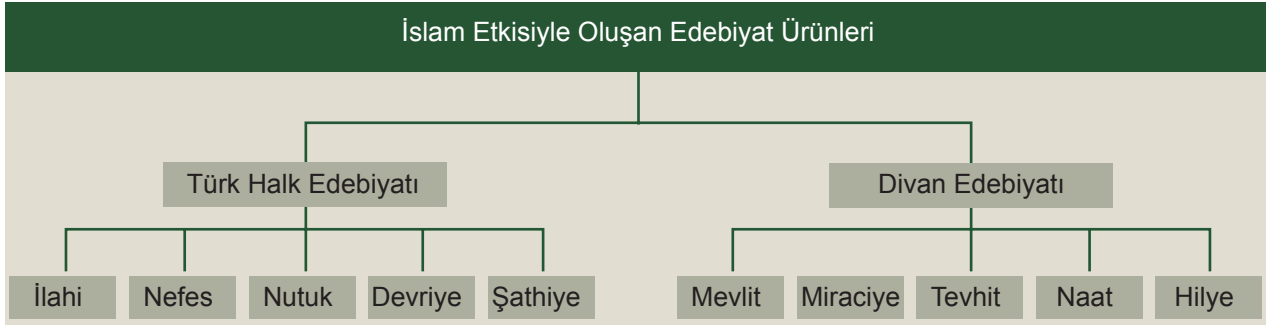 İslam Etkisiyle Oluşan Edebiyat Ürünleri
Türk Halk Edebiyatı
Divan Edebiyatı
İlahi
Nefes
Nutuk
Devriye
Şathiye
Mevlit
Miraciye
Tevhit
Naat
Hilye